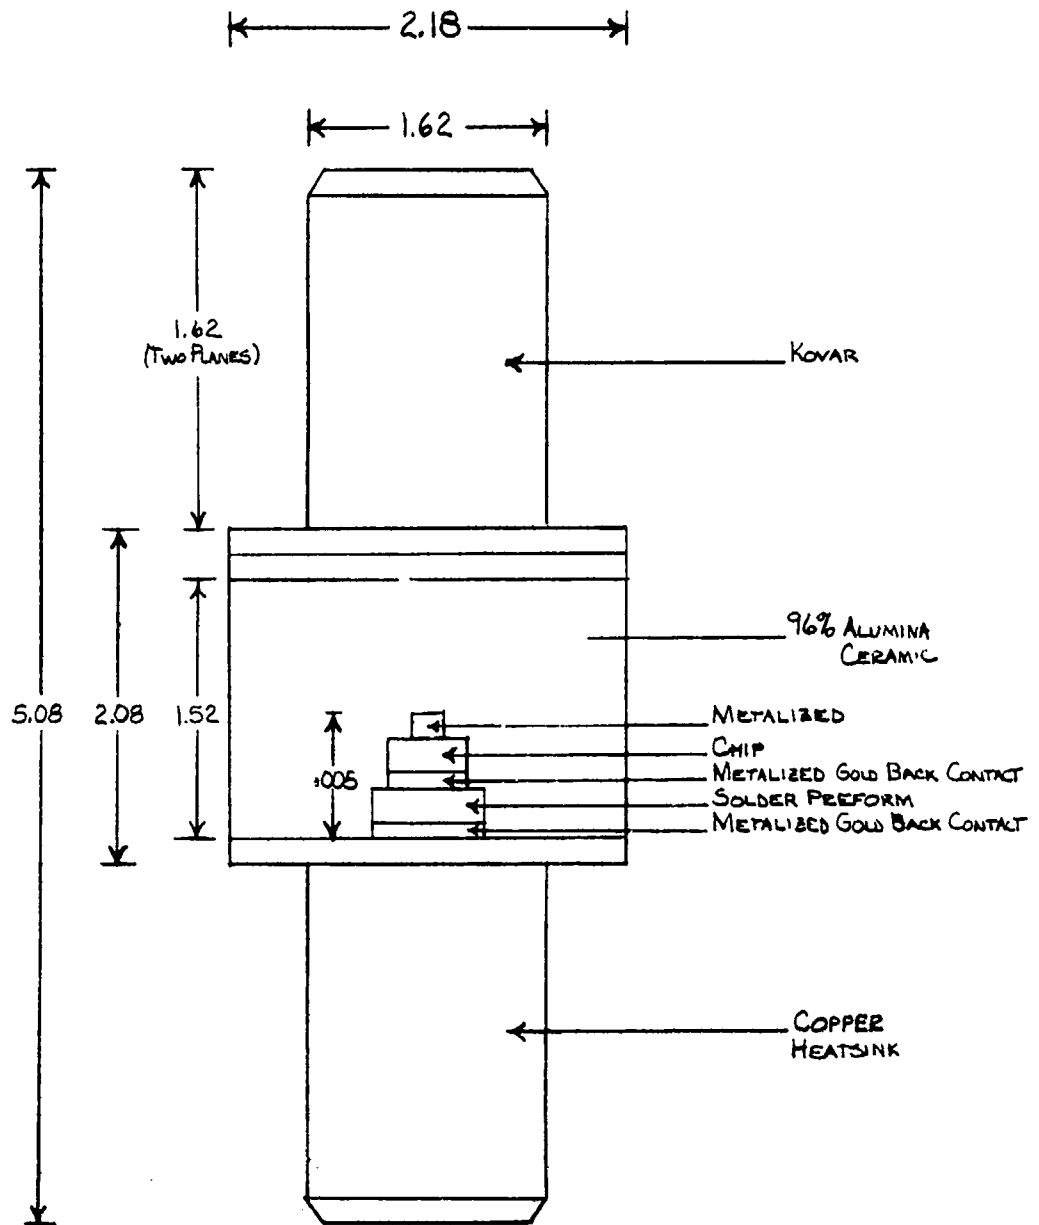 2.18
1.62
1.62
(TWO PLANES)
KOVAR
96% ALUMINA
CERAMIC
5.08
2.08
1.52
.005
METALIZED
CHIP
METALIZED GOLD BACK CONTACT
SOLDER PREFORM
METALIZED GOLD BACK CONTACT
COPPER
HEATSINK